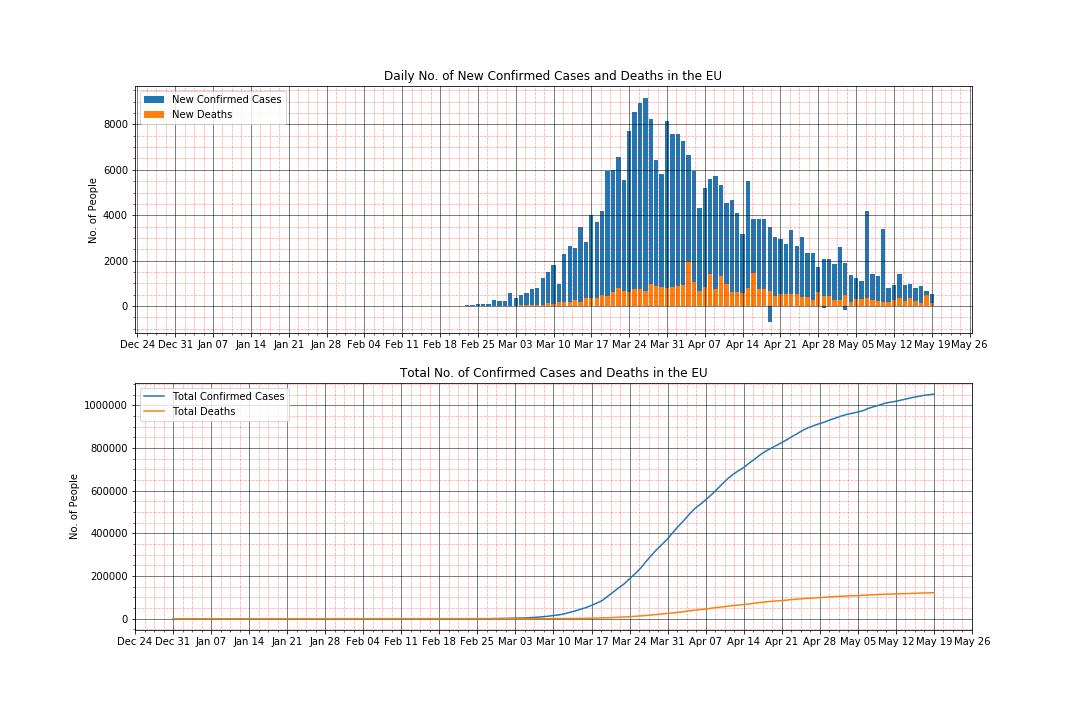 Daily No. of New Confirmed Cases and Deaths in the EU
New Confirmed Cases
New Deaths
8000
6000
4000
2000
0
No. of People
Dec 24 Dec 31 Jan 07 Jan 14 Jan 21 Jan 28 Feb 04 Feb 11 Feb 18 Feb 25 Mar 03 Mar 10 Mar 17 Mar 24 Mar 31 Apr 07 Apr 14 Apr 21 Apr 28 May 05 May 12 May 19 May 26
Total No. of Confirmed Cases and Deaths in the EU
Total Confirmed Cases
Total Deaths
1000000
800000
600000
400000
200000
0
No. of People
Dec 24 Dec 31 Jan 07 Jan 14 Jan 21 Jan 28 Feb 04 Feb 11 Feb 18 Feb 25 Mar 03 Mar 10 Mar 17 Mar 24 Mar 31 Apr 07 Apr 14 Apr 21 Apr 28 May 05 May 12 May 19 May 26